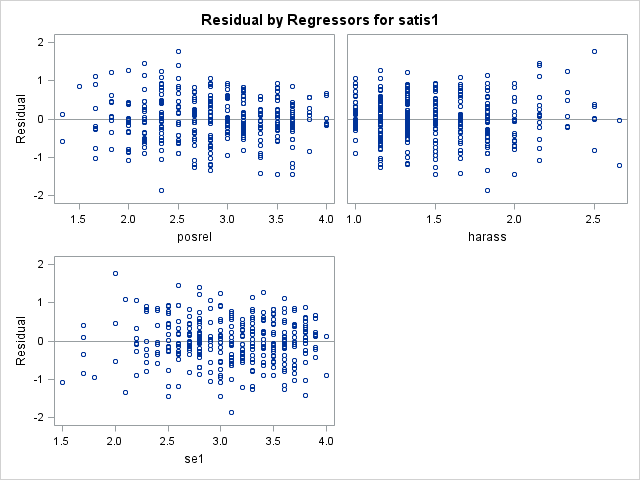 Residual by Regressors for satis1
2
1
0
-1
-2
Residual
1.5 2.0 2.5 3.0 3.5 4.0
posrel
1.0 1.5 2.0 2.5
harass
2
1
0
-1
-2
Residual
1.5 2.0 2.5 3.0 3.5 4.0
se1